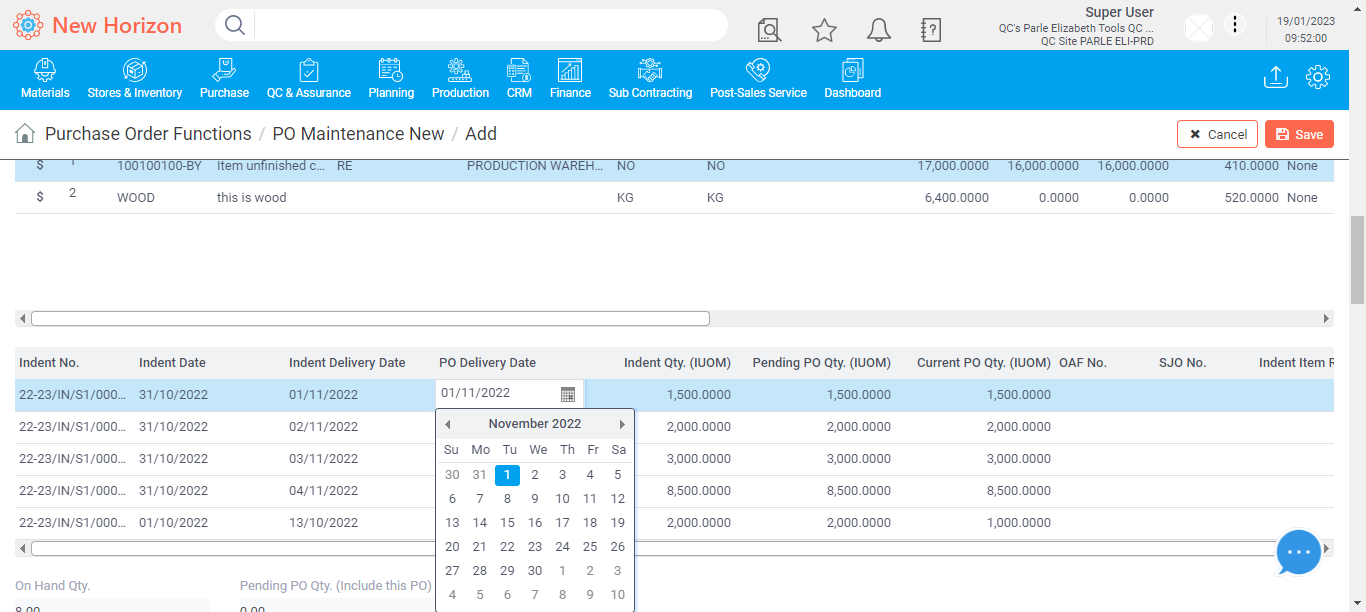 New Horizon
Super User
QC's Parle Elizabeth Tools QC ...
QC Site PARLE ELI-PRD
19/01/2023
09:52:00
Materials Stores & Inventory Purchase QC & Assurance Planning Production CRM Finance Sub Contracting Post-Sales Service Dashboard
Purchase Order Functions / PO Maintenance New / Add
Cancel Save
$ 1 100100100-BY Item unfinished c... RE PRODUCTION WAREH... NO NO 17,000.0000 16,000.0000 16,000.0000 410.0000 None
$ 2 WOOD this is wood KG KG 6,400.0000 0.0000 0.0000 520.0000 None
Indent No. Indent Date Indent Delivery Date PO Delivery Date Indent Qty. (IUOM) Pending PO Qty. (IUOM) Current PO Qty. (IUOM) OAF No. SJO No. Indent Item R
22-23/IN/S1/000... 31/10/2022 01/11/2022 01/11/2022 1,500.0000 1,500.0000 1,500.0000
22-23/IN/S1/000... 31/10/2022 02/11/2022 2,000.0000 2,000.0000 2,000.0000
22-23/IN/S1/000... 31/10/2022 03/11/2022 3,000.0000 3,000.0000 3,000.0000
22-23/IN/S1/000... 31/10/2022 04/11/2022 8,500.0000 8,500.0000 8,500.0000
22-23/IN/S1/000... 01/10/2022 13/10/2022 2,000.0000 2,000.0000 1,000.0000
November 2022
Su Mo Tu We Th Fr Sa
30 31 1 2 3 4 5
6 7 8 9 10 11 12
13 14 15 16 17 18 19
20 21 22 23 24 25 26
27 28 29 30 1 2 3
4 5 6 7 8 9 10
On Hand Qty. Pending PO Qty. (Include this PO)
8.00 0.00